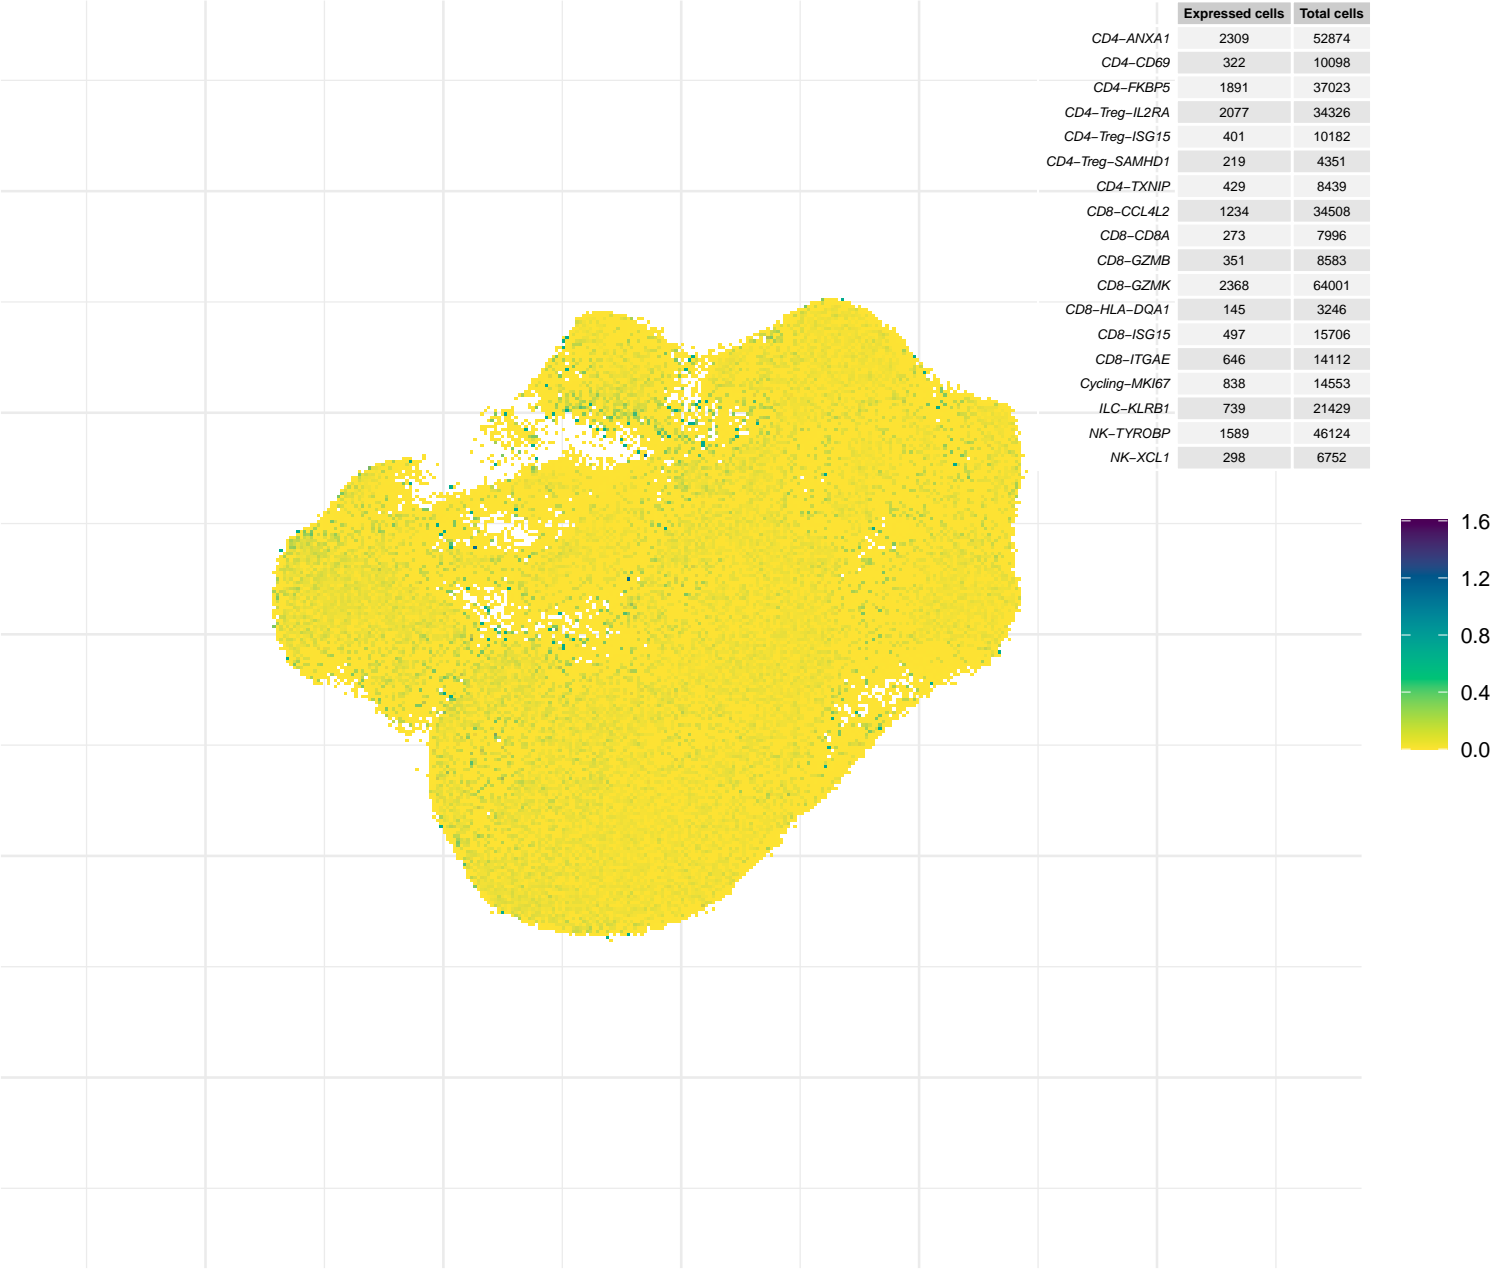 Expressed cells Total cells
CD4−ANXA1 2309 52874
CD4−CD69 322 10098
CD4−FKBP5 1891 37023
CD4−Treg−IL2RA 2077 34326
CD4−Treg−ISG15 401 10182
CD4−Treg−SAMHD1 219 4351
CD4−TXNIP 429 8439
CD8−CCL4L2 1234 34508
CD8−CD8A 273 7996
CD8−GZMB 351 8583
CD8−GZMK 2368 64001
CD8−HLA−DQA1 145 3246
CD8−ISG15 497 15706
CD8−ITGAE 646 14112
Cycling−MKI67 838 14553
ILC−KLRB1 739 21429
NK−TYROBP 1589 46124
NK−XCL1 298 6752
1.6
1.2
0.8
0.4
0.0